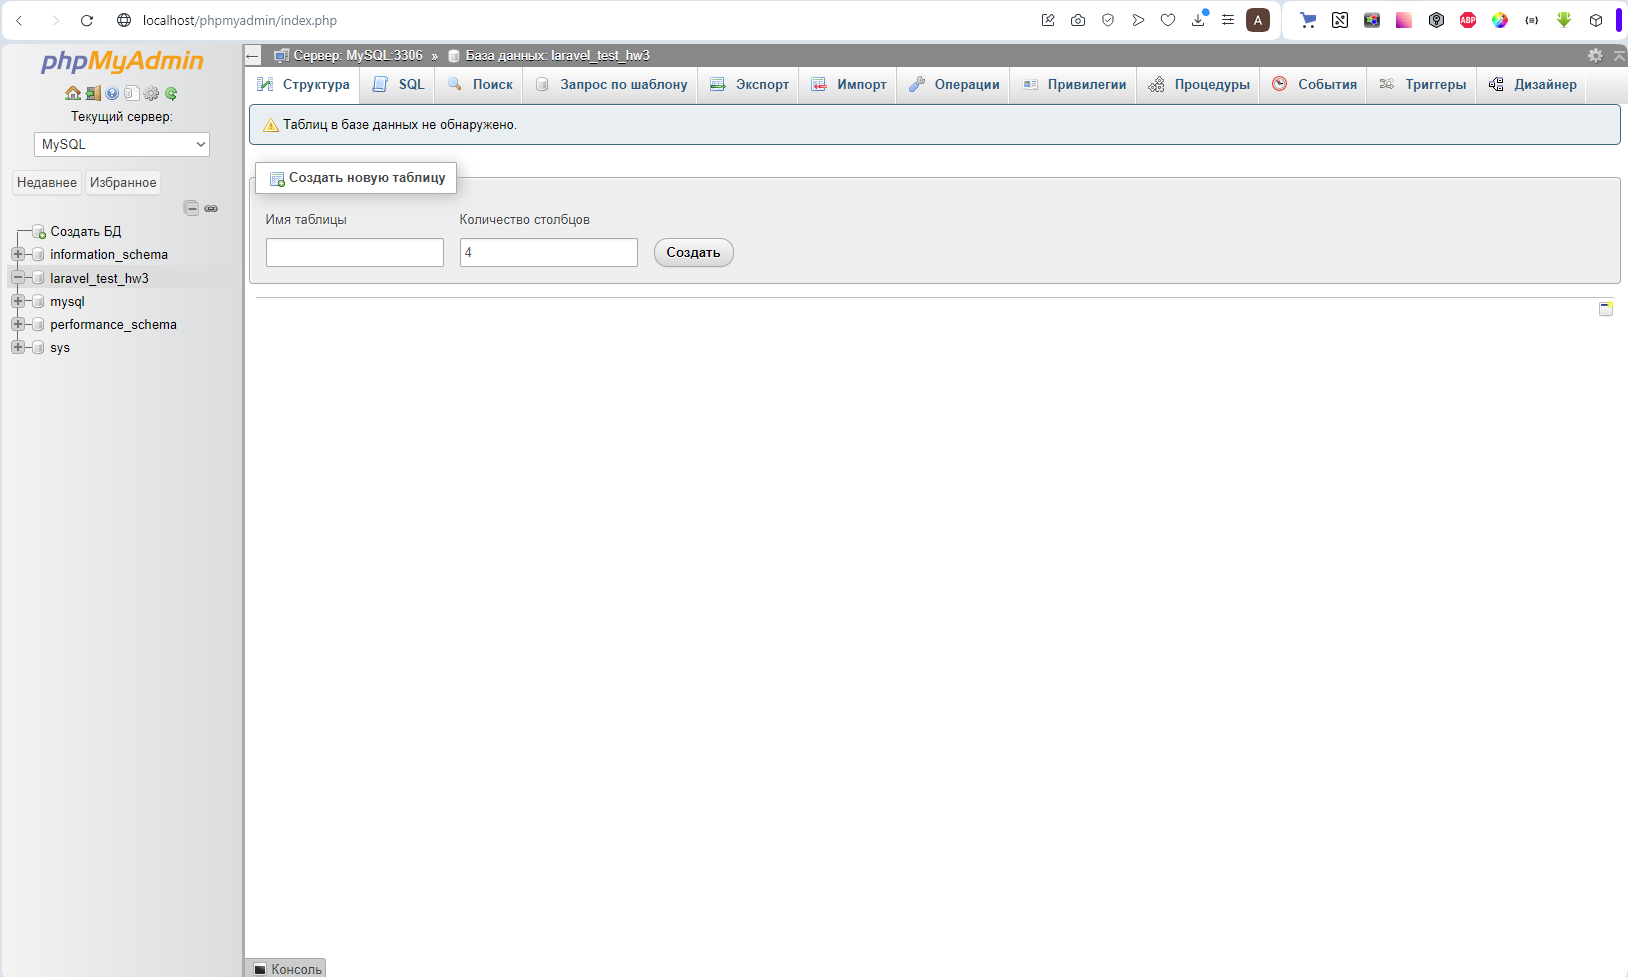 localhost/phpmyadmin/index.php
A
ABP
phpMyAdmin
Текущий сервер:
MySQL
Недавнее
Избранное
Создать БД
information_schema
laravel_test_hw3
mysql
performance_schema
sys
Сервер: MySQL:3306 » База данных: laravel_test_hw3
Структура
SQL
Поиск
Запрос по шаблону
Экспорт
Импорт
Операции
Привилегии
Процедуры
События
Триггеры
Дизайнер
Таблиц в базе данных не обнаружено.
Создать новую таблицу
Имя таблицы
Количество столбцов
4
Создать
Консоль